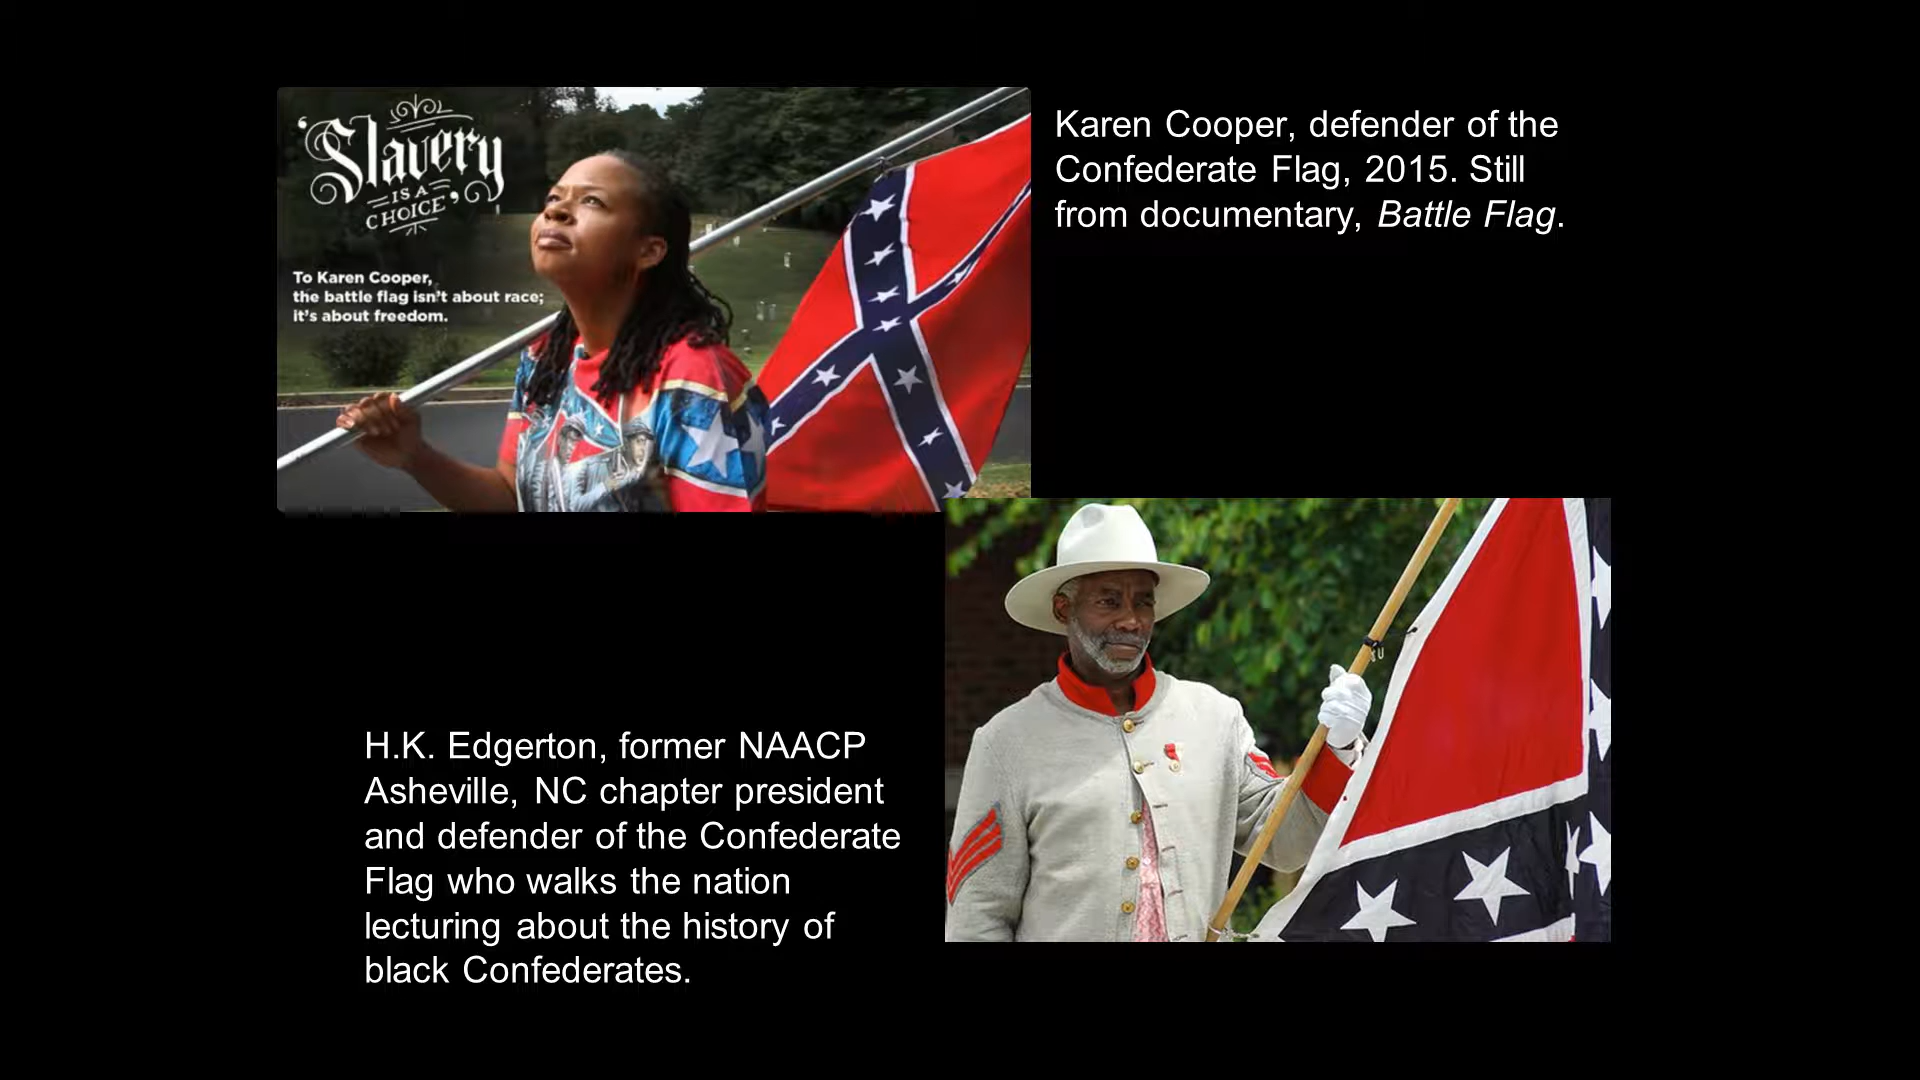 ‘Slavery
IS A
CHOICE’
To Karen Cooper,
the battle flag isn’t about race;
it’s about freedom.
Karen Cooper, defender of the
Confederate Flag, 2015. Still
from documentary, Battle Flag.
H.K. Edgerton, former NAACP
Asheville, NC chapter president
and defender of the Confederate
Flag who walks the nation
lecturing about the history of
black Confederates.